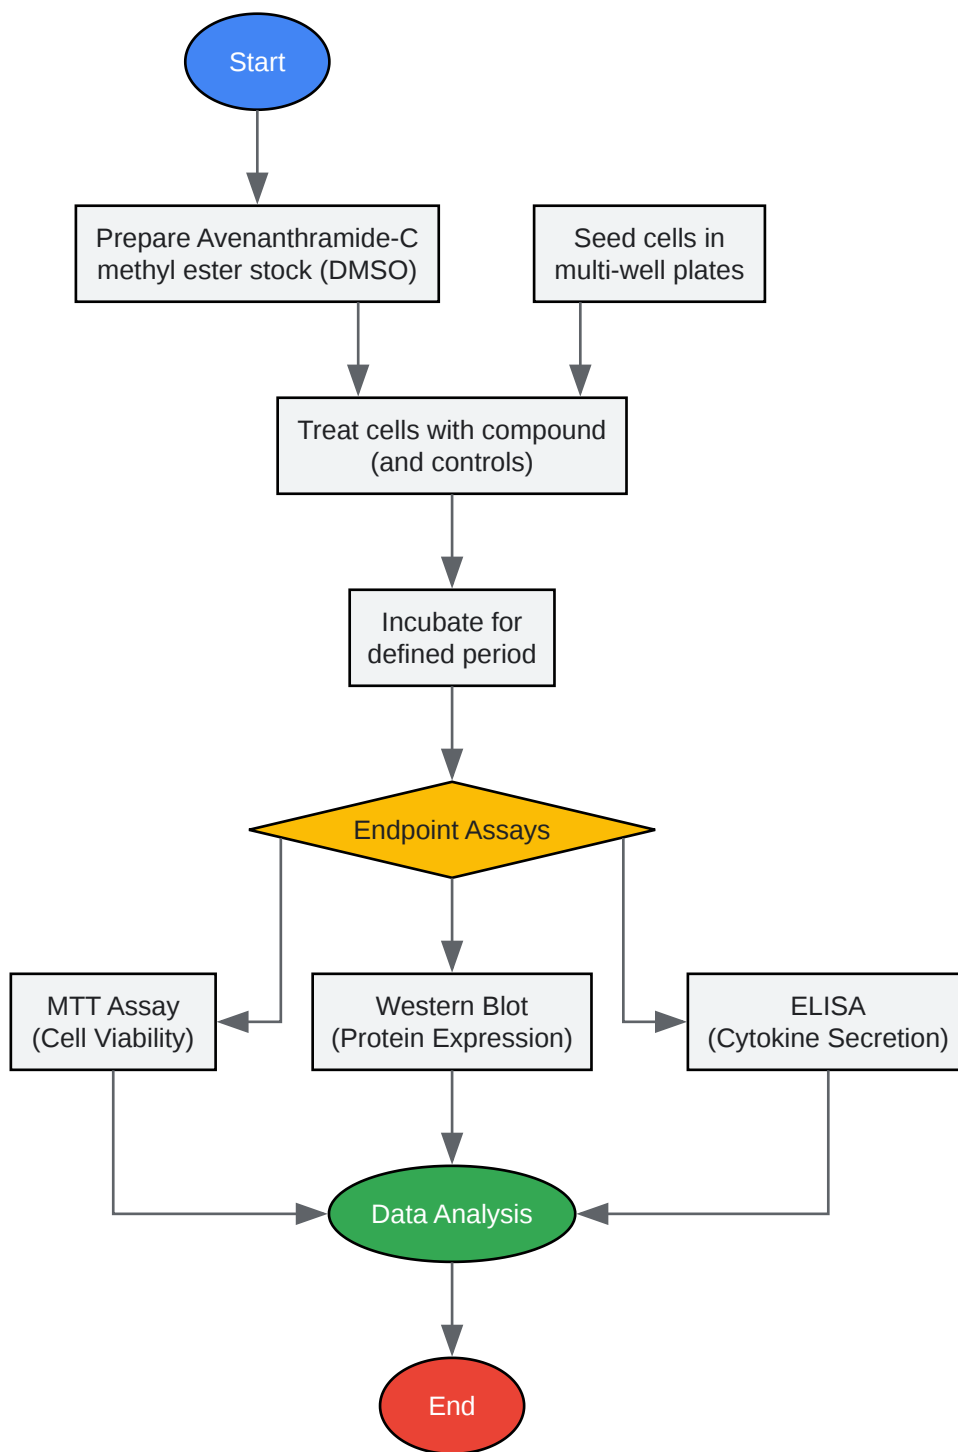 Start
Prepare Avenanthramide-C
methyl ester stock (DMSO)
Seed cells in
multi-well plates
Treat cells with compound
(and controls)
Incubate for
defined period
Endpoint Assays
MTT Assay
(Cell Viability)
Western Blot
(Protein Expression)
ELISA
(Cytokine Secretion)
Data Analysis
End